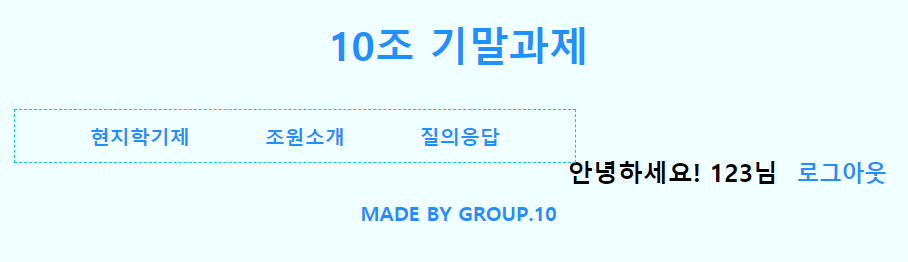 10조 기말과제
현지학기제 조원소개 질의응답
안녕하세요! 123님 로그아웃
MADE BY GROUP.10